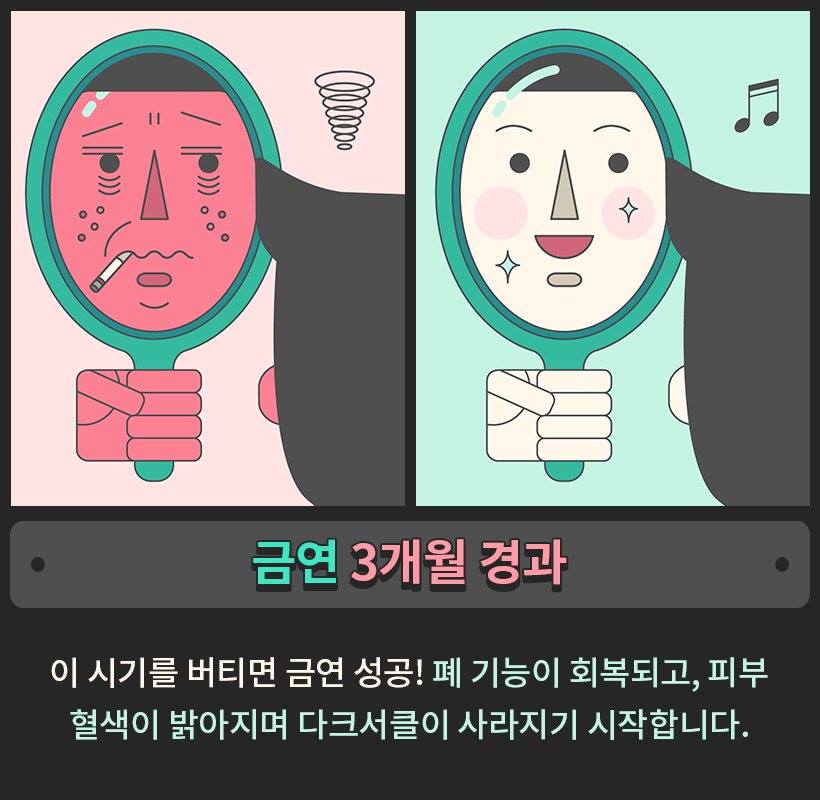 금연 3개월 경과
이 시기를 버티면 금연 성공! 폐 기능이 회복되고, 피부
혈색이 밝아지며 다크서클이 사라지기 시작합니다.